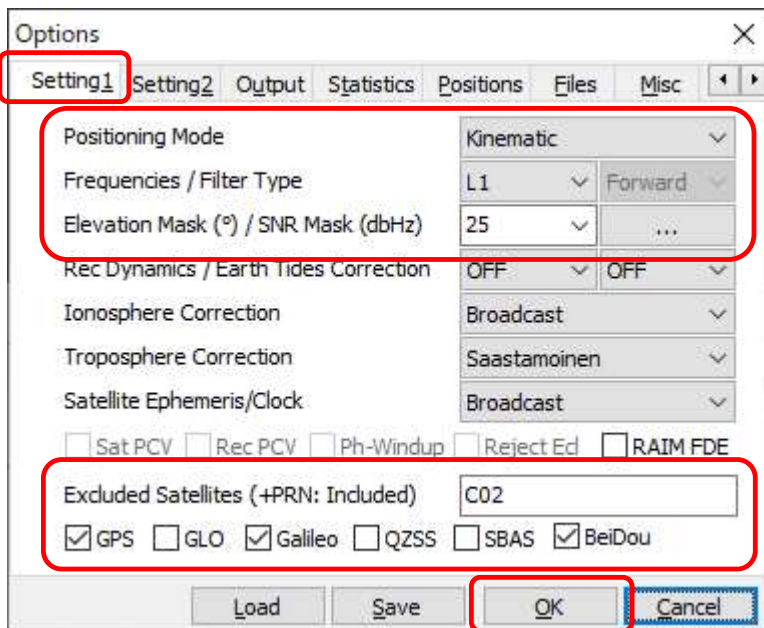 Options
Setting1 Setting2 Output Statistics Positions Files Misc
Positioning Mode Kinematic
Frequencies / Filter Type L1 Forward
Elevation Mask (°) / SNR Mask (dbHz) 25 ...
Rec Dynamics / Earth Tides Correction OFF OFF
Ionosphere Correction Broadcast
Troposphere Correction Saastamoinen
Satellite Ephemeris/Clock Broadcast
Sat PCV Rec PCV Ph-Windup Reject Ecl RAIM FDE
Excluded Satellites (+PRN: Included) C02
GPS GLO Galileo QZSS SBAS BeiDou
Load Save OK Cancel